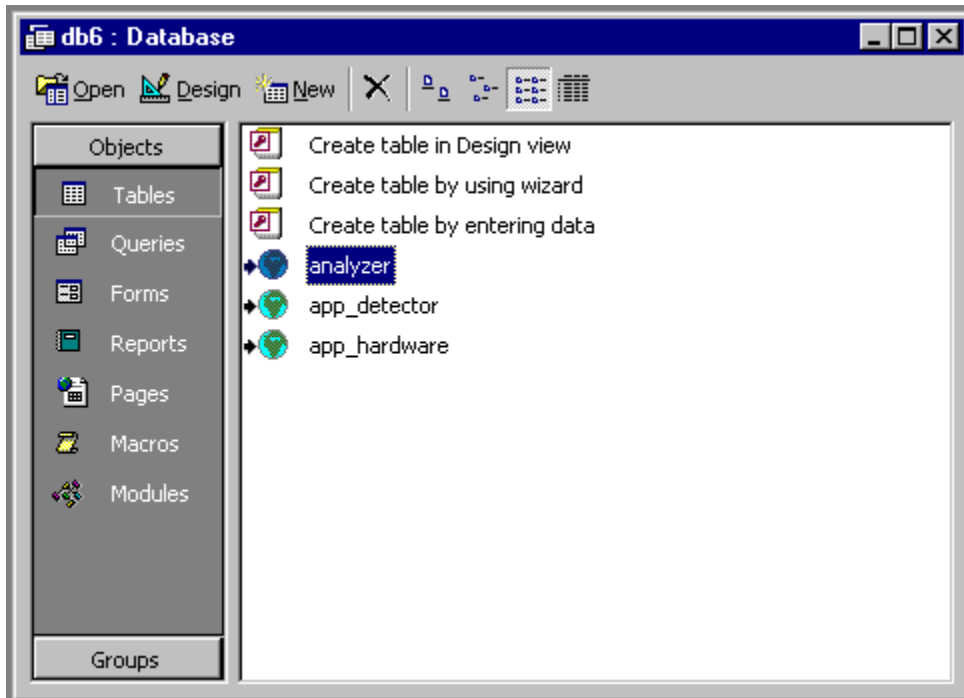 db6 : Database
Open Design New
Objects
Tables
Queries
Forms
Reports
Pages
Macros
Modules
Groups
Create table in Design view
Create table by using wizard
Create table by entering data
analyzer
app_detector
app_hardware